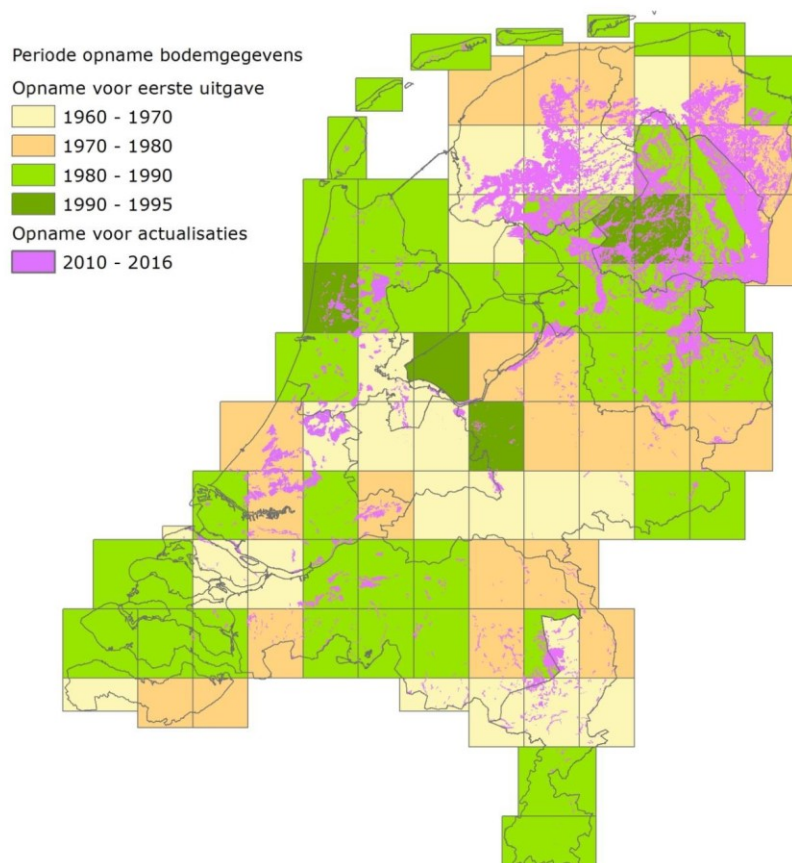 Periode opname bodemgegevens
Opname voor eerste uitgave
1960 - 1970
1970 - 1980
1980 - 1990
1990 - 1995
Opname voor actualisaties
2010 - 2016